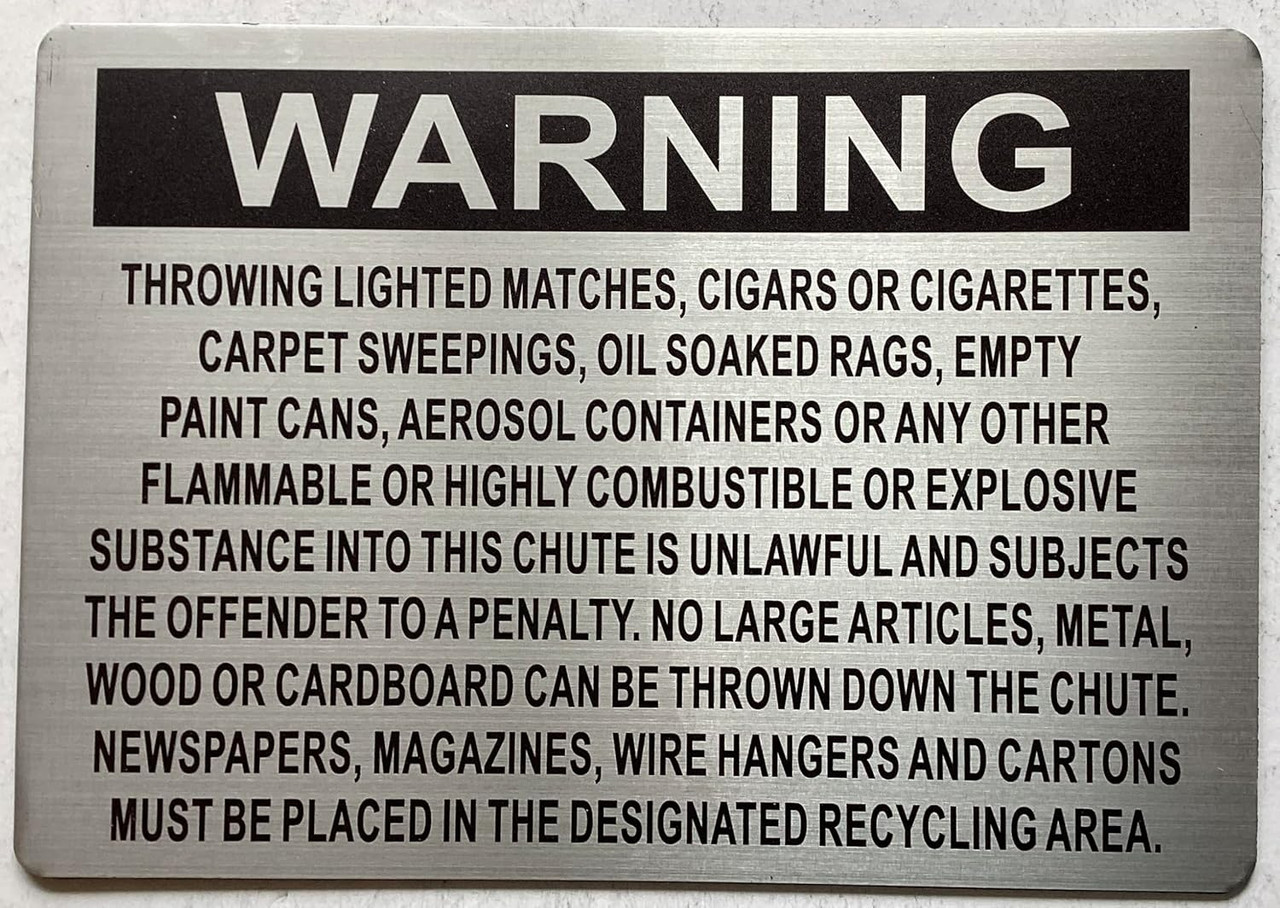 WARNING
THROWING LIGHTED MATCHES, CIGARS OR CIGARETTES,
CARPET SWEEPINGS, OIL SOAKED RAGS, EMPTY
PAINT CANS, AEROSOL CONTAINERS OR ANY OTHER
FLAMMABLE OR HIGHLY COMBUSTIBLE OR EXPLOSIVE
SUBSTANCE INTO THIS CHUTE IS UNLAWFUL AND SUBJECTS
THE OFFENDER TO A PENALTY. NO LARGE ARTICLES, METAL,
WOOD OR CARDBOARD CAN BE THROWN DOWN THE CHUTE.
NEWSPAPERS, MAGAZINES, WIRE HANGERS AND CARTONS
MUST BE PLACED IN THE DESIGNATED RECYCLING AREA.